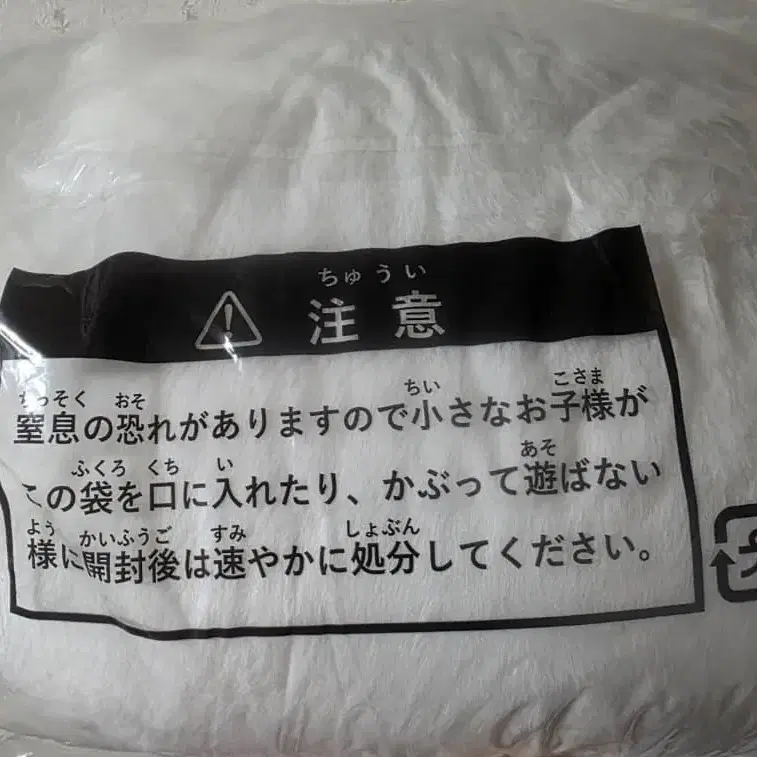 ちゅうい
注意
ちっそく おそ ちい こさま
窒息の恐れがありますので小さなお子様が
ふくろ くち い あそ
この袋を口に入れたり、かぶって遊ばない
よう かいふうご すみ しょぶん
様に開封後は速やかに処分してください。